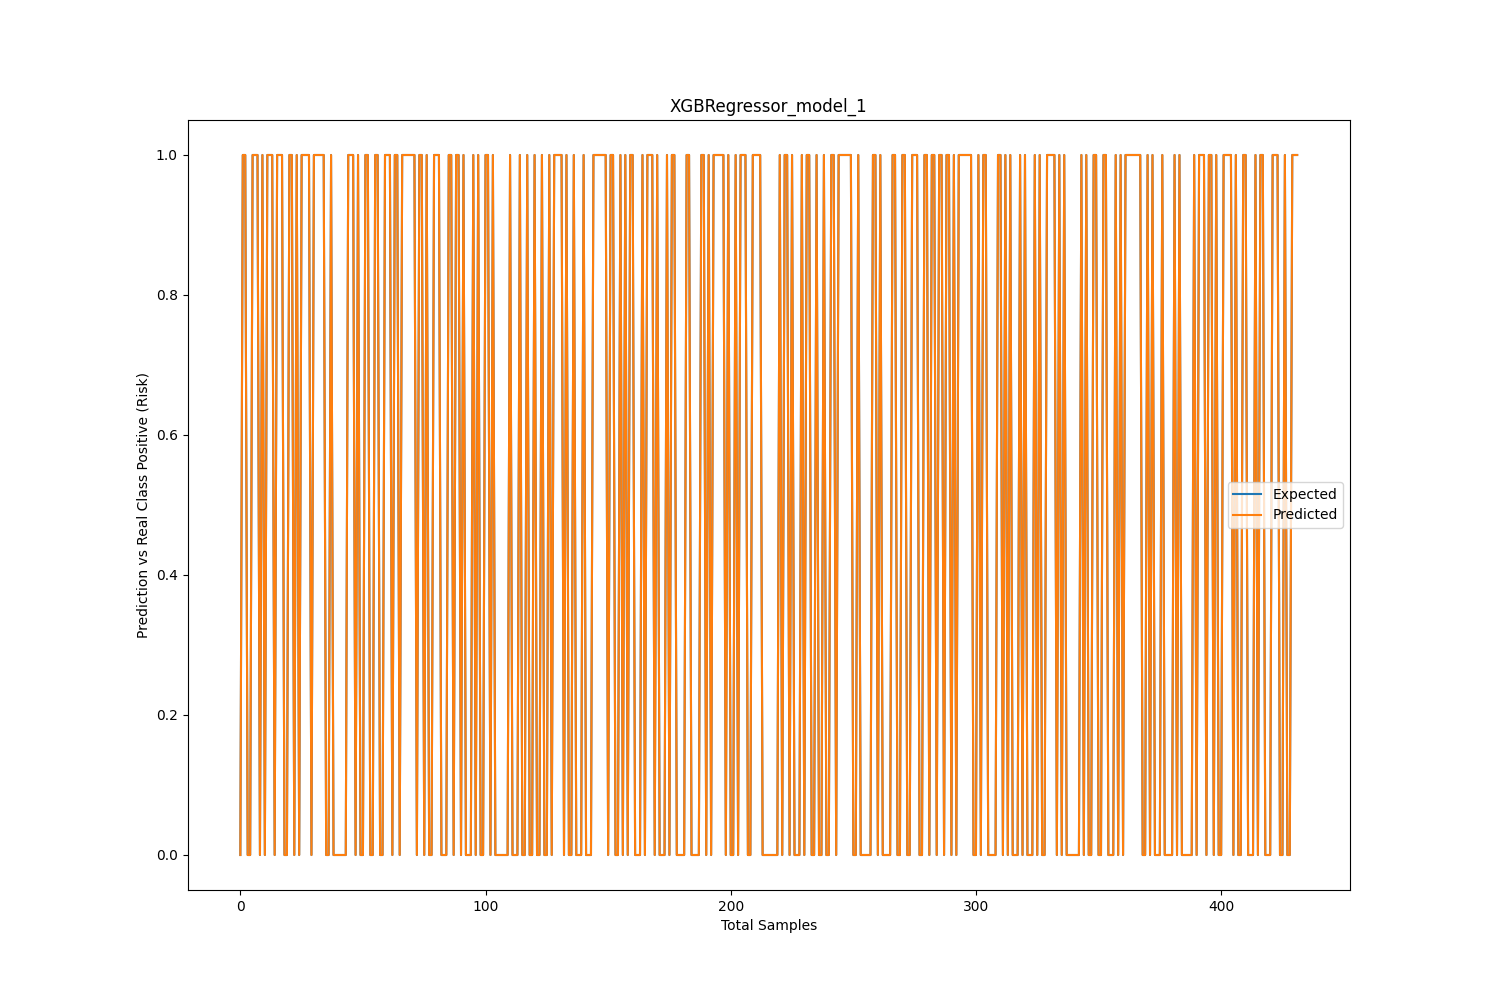 XGBRegressor_model_1
1.0
0.8
0.6
0.4
0.2
0.0
Prediction vs Real Class Positive (Risk)
Expected
Predicted
0 100 200 300 400
Total Samples